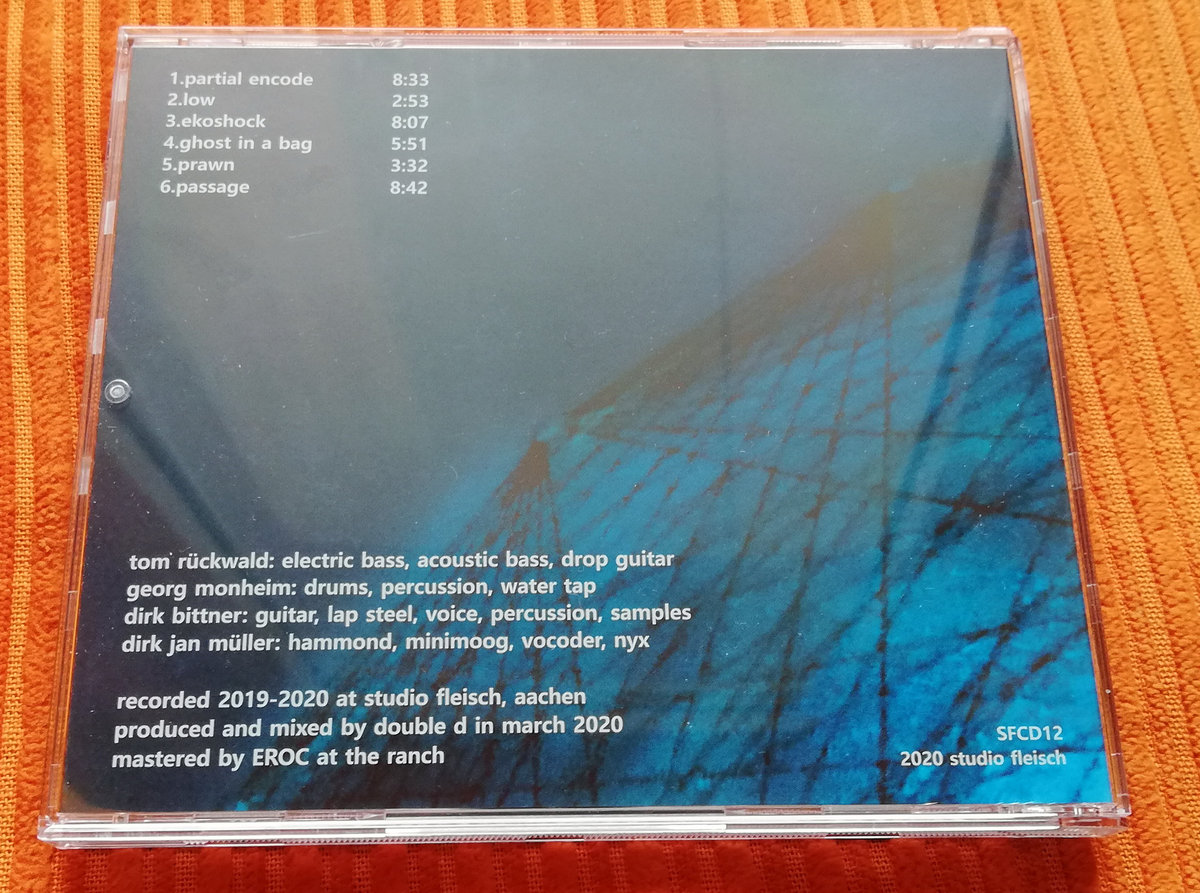 1.partial encode 8:33
2.low 2:53
3.ekoshock 8:07
4.ghost in a bag 5:51
5.prawn 3:32
6.passage 8:42
tom rückwald: electric bass, acoustic bass, drop guitar
georg monheim: drums, percussion, water tap
dirk bittner: guitar, lap steel, voice, percussion, samples
dirk jan müller: hammond, minimoog, vocoder, nyx
recorded 2019-2020 at studio fleisch, aachen
produced and mixed by double d in march 2020
mastered by EROC at the ranch
SFCD12
2020 studio fleisch